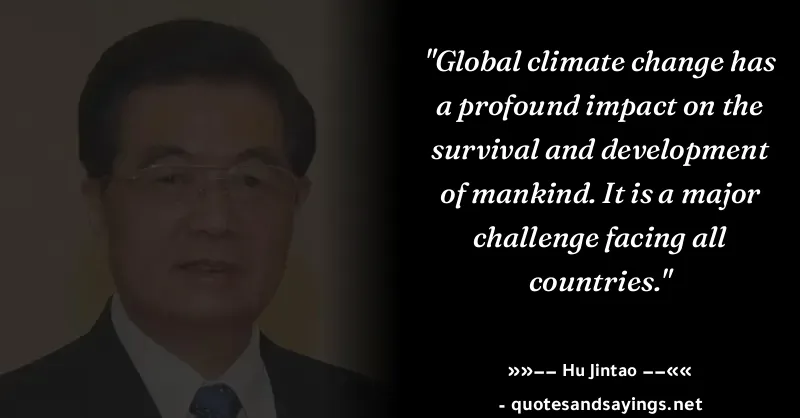 "Global climate change has
a profound impact on the
survival and development
of mankind. It is a major
challenge facing all
countries."
»»−− Hu Jintao −−««
- quotesandsayings.net